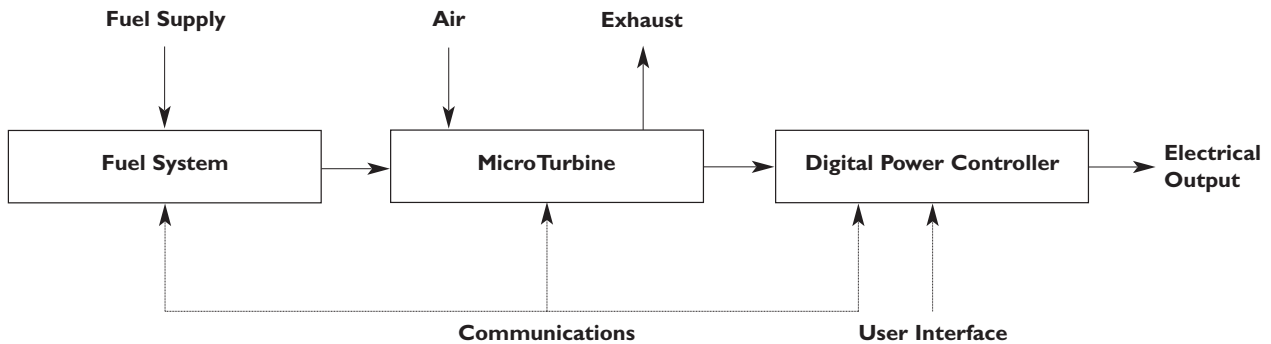 Fuel Supply
Air
Exhaust
Fuel System
MicroTurbine
Digital Power Controller
Electrical
Output
Communications
User Interface